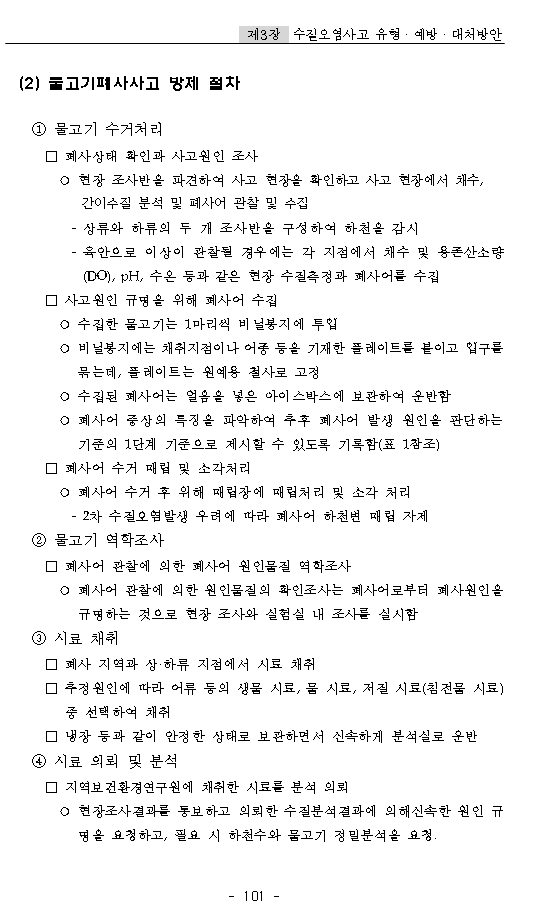 제3장 수질오염사고 유형 · 예방 · 대처방안
(2) 물고기폐사사고 방제 절차
① 물고기 수거처리
□ 폐사상태 확인과 사고원인 조사
○ 현장 조사반을 파견하여 사고 현장을 확인하고 사고 현장에서 채수,
간이수질 분석 및 폐사어 관찰 및 수집
- 상류와 하류의 두 개 조사반을 구성하여 하천을 감시
- 육안으로 이상이 관찰될 경우에는 각 지점에서 채수 및 용존산소량
(DO), pH, 수온 등과 같은 현장 수질측정과 폐사어를 수집
□ 사고원인 규명을 위해 폐사어 수집
○ 수집한 물고기는 1마리씩 비닐봉지에 투입
○ 비닐봉지에는 채취지점이나 어종 등을 기재한 플레이트를 붙이고 입구를
묶는데, 플레이트는 원예용 철사로 고정
○ 수집된 폐사어는 얼음을 넣은 아이스박스에 보관하여 운반함
○ 폐사어 증상의 특징을 파악하여 추후 폐사어 발생 원인을 판단하는
기준의 1단계 기준으로 제시할 수 있도록 기록함(표 1참조)
□ 폐사어 수거 매립 및 소각처리
○ 폐사어 수거 후 위해 매립장에 매립처리 및 소각 처리
- 2차 수질오염발생 우려에 따라 폐사어 하천변 매립 자제
② 물고기 역학조사
□ 폐사어 관찰에 의한 폐사어 원인물질 역학조사
○ 폐사어 관찰에 의한 원인물질의 확인조사는 폐사어로부터 폐사원인을
규명하는 것으로 현장 조사와 실험실 내 조사를 실시함
③ 시료 채취
□ 폐사 지역과 상·하류 지점에서 시료 채취
□ 추정원인에 따라 어류 등의 생물 시료, 물 시료, 저질 시료(침전물 시료)
중 선택하여 채취
□ 냉장 등과 같이 안정한 상태로 보관하면서 신속하게 분석실로 운반
④ 시료 의뢰 및 분석
□ 지역보건환경연구원에 채취한 시료를 분석 의뢰
○ 현장조사결과를 통보하고 의뢰한 수질분석결과에 의해신속한 원인 규
명을 요청하고, 필요 시 하천수와 물고기 정밀분석을 요청.
- 101 -